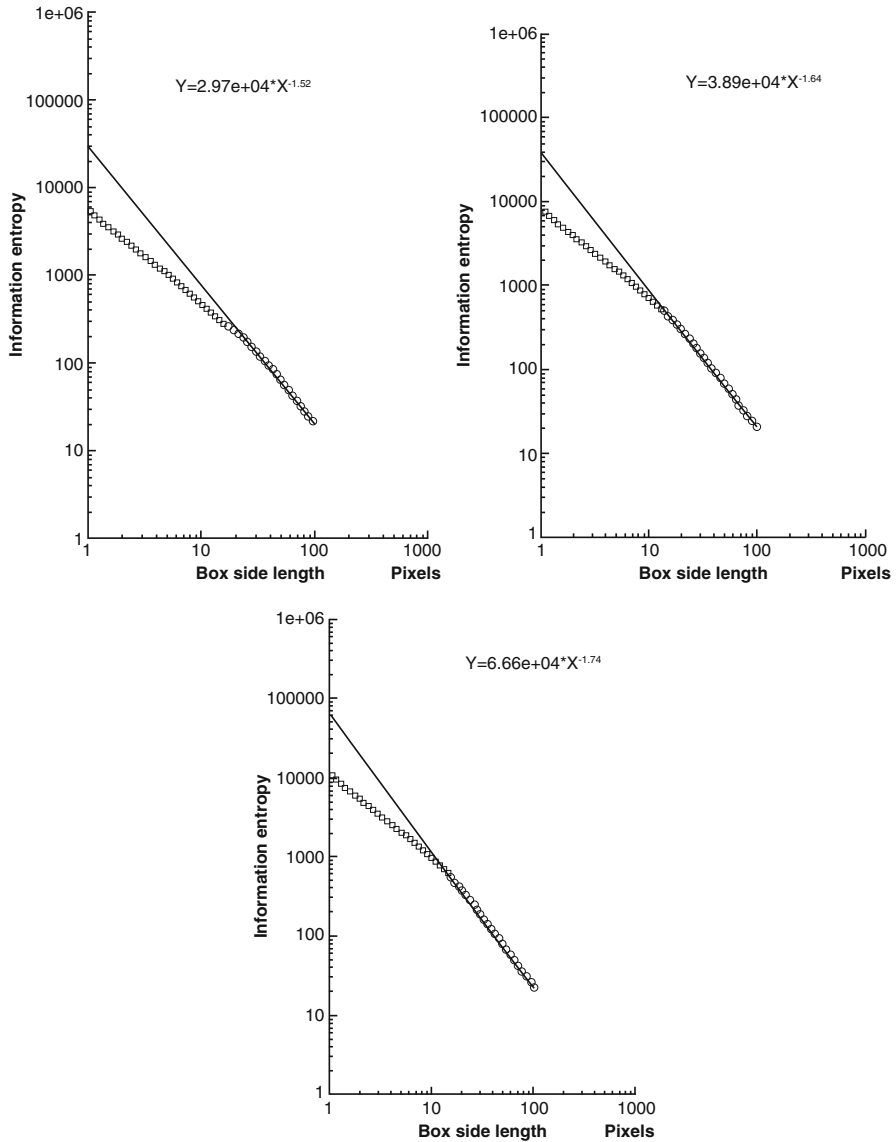 1e+06
100000
10000
1000
100
10
1
Information entropy
Y=2.97e+04*X-1.52
1 10 100 1000
Box side length Pixels
1e+06
100000
10000
1000
100
10
1
Information entropy
Y=3.89e+04*X-1.64
1 10 100 1000
Box side length Pixels
1e+06
100000
10000
1000
100
10
1
Information entropy
Y=6.66e+04*X-1.74
1 10 100 1000
Box side length Pixels